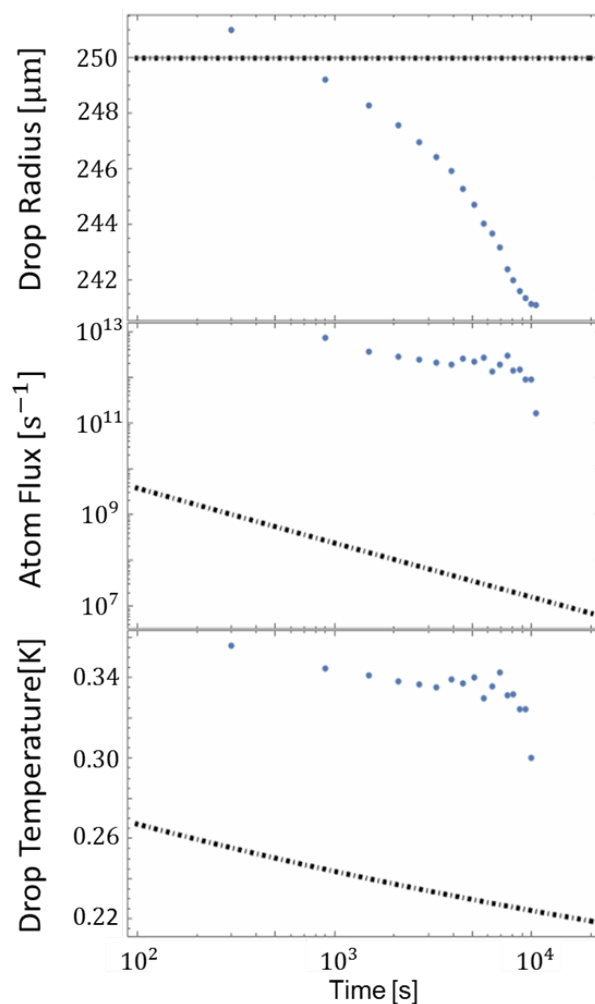 Drop Radius [μm]
250
248
246
244
242
Atom Flux [s⁻¹]
10¹³
10¹¹
10⁹
10⁷
Drop Temperature[K]
0.34
0.30
0.26
0.22
10² 10³ 10⁴
Time [s]